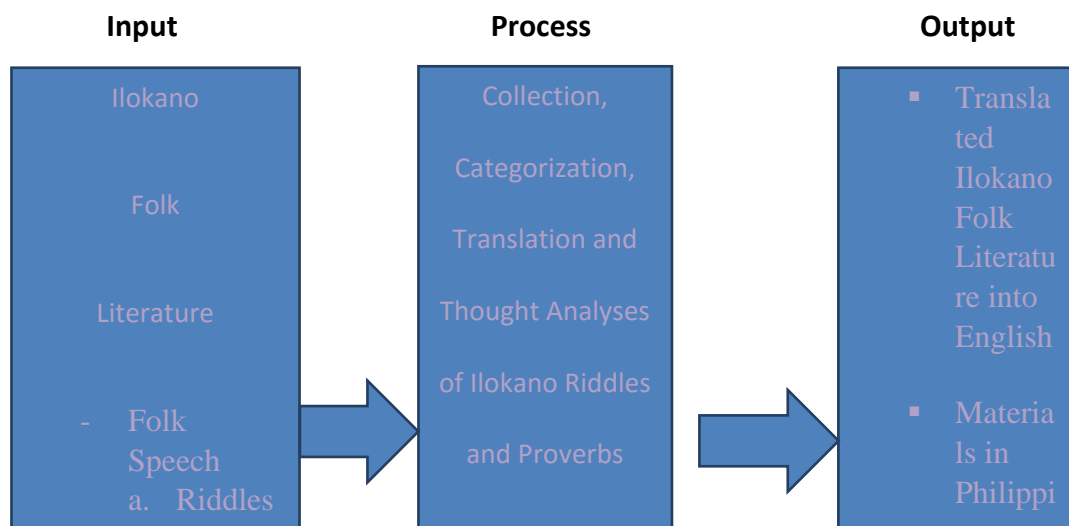 Input
Process
Output
Ilokano
Folk
Literature
- Folk
Speech
a. Riddles
Collection,
Categorization,
Translation and
Thought Analyses
of Ilokano Riddles
and Proverbs
▪ Transla
ted
Ilokano
Folk
Literatu
re into
English
▪ Materia
ls in
Philippi